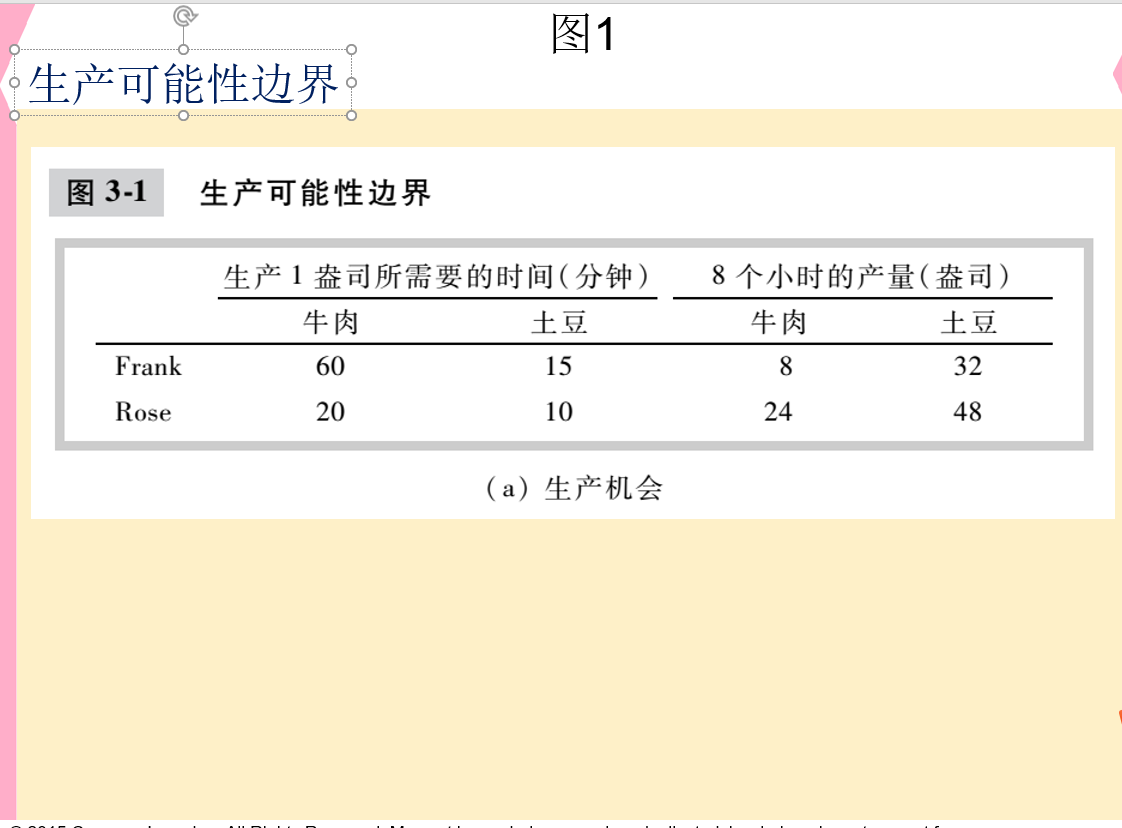 图1
生产可能性边界
图 3-1 生产可能性边界
生产 1 盎司所需要的时间(分钟) 8 个小时的产量(盎司)
牛肉 土豆 牛肉 土豆
Frank 60 15 8 32
Rose 20 10 24 48
(a) 生产机会